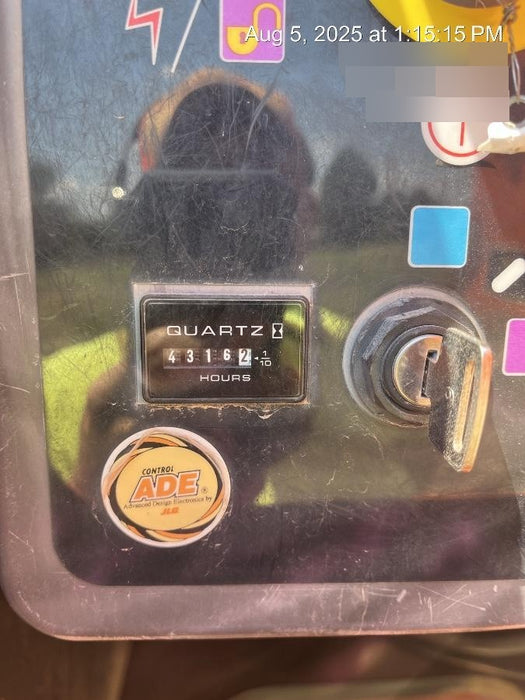 Aug 5, 2025 at 1:15:15 PM
QUARTZ
4 3 1 6 2 1/10
HOURS
CONTROL
ADE ®
Advanced Design Electronics by
JLG